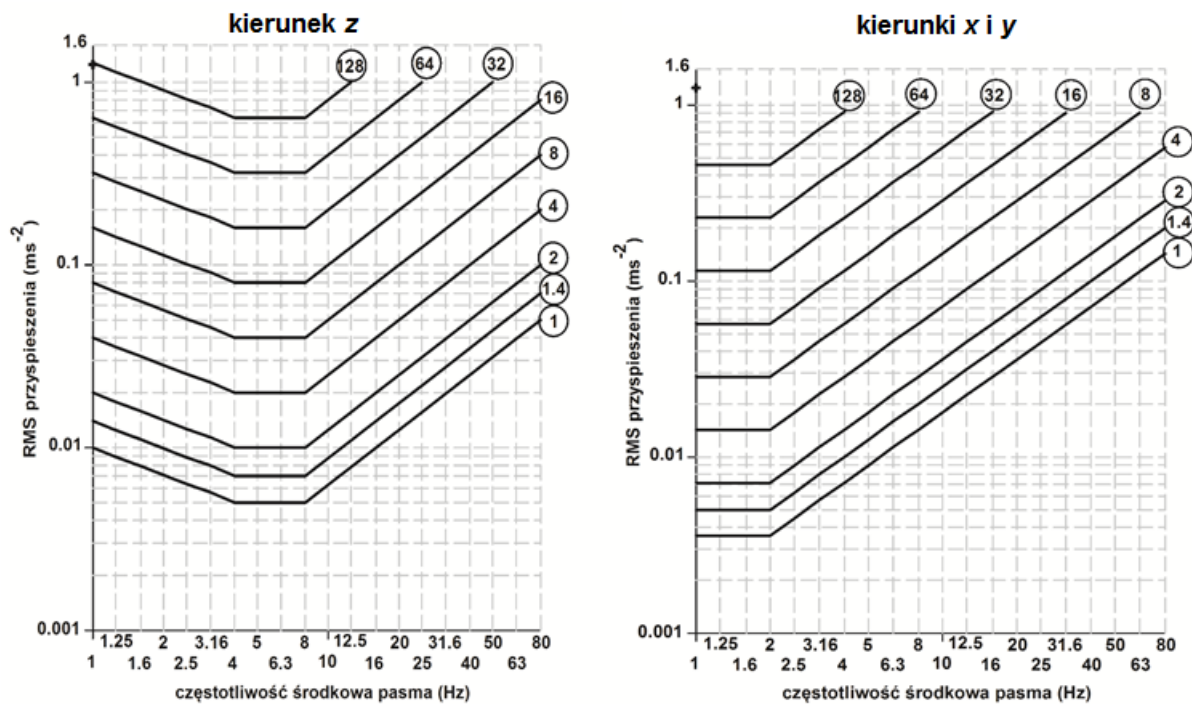 kierunek z
1.6
1
0.1
0.01
0.001
RMS przyspieszenia (ms⁻²)
128
64
32
16
8
4
2
1.4
1
1.25 2 3.16 5 8 12.5 20 31.6 50 80
1 1.6 2.5 4 6.3 10 16 25 40 63
częstotliwość środkowa pasma (Hz)
kierunki x i y
1.6
1
0.1
0.01
0.001
RMS przyspieszenia (ms⁻²)
128
64
32
16
8
4
2
1.4
1
1.25 2 3.16 5 8 12.5 20 31.6 50 80
1 1.6 2.5 4 6.3 10 16 25 40 63
częstotliwość środkowa pasma (Hz)